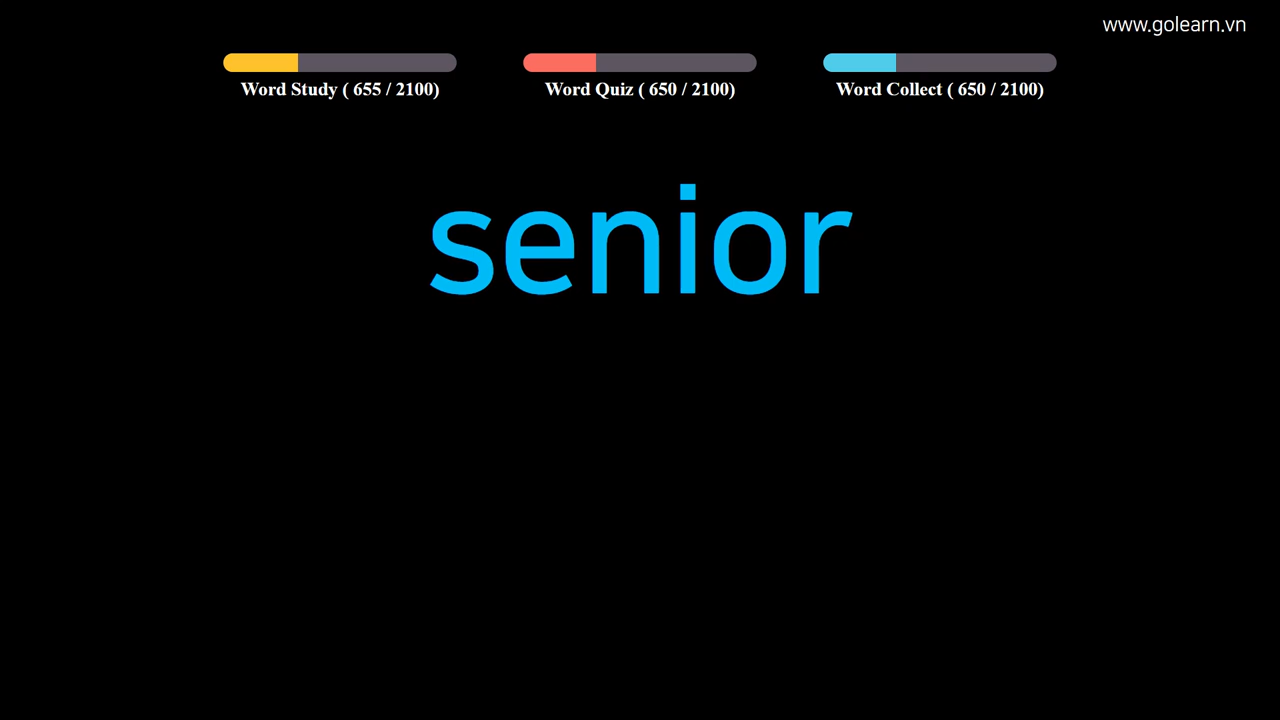 www.golearn.vn
Word Study ( 655 / 2100)
Word Quiz ( 650 / 2100)
Word Collect ( 650 / 2100)
senior